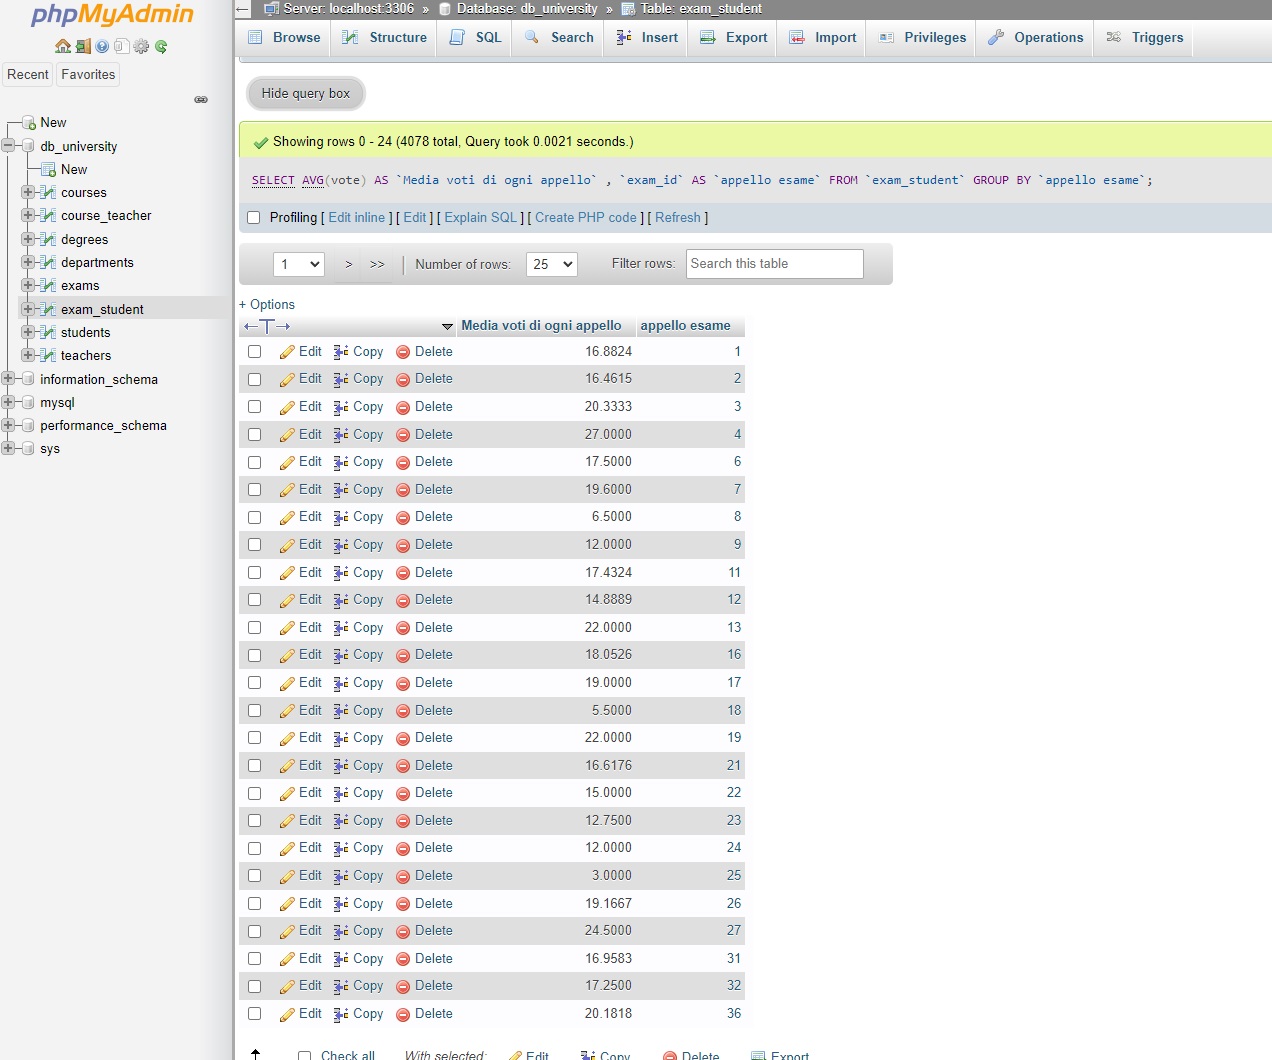 phpMyAdmin
Recent Favorites
New
db_university
New
courses
course_teacher
degrees
departments
exams
exam_student
students
teachers
information_schema
mysql
performance_schema
sys
Server: localhost:3306 » Database: db_university » Table: exam_student
Browse Structure SQL Search Insert Export Import Privileges Operations Triggers
Hide query box
Showing rows 0 - 24 (4078 total, Query took 0.0021 seconds.)
SELECT AVG(vote) AS `Media voti di ogni appello` , `exam_id` AS `appello esame` FROM `exam_student` GROUP BY `appello esame`;
Profiling [ Edit inline ] [ Edit ] [ Explain SQL ] [ Create PHP code ] [ Refresh ]
1 > >> | Number of rows: 25 Filter rows: Search this table
+ Options
←T→ Media voti di ogni appello appello esame
Edit Copy Delete 16.8824 1
Edit Copy Delete 16.4615 2
Edit Copy Delete 20.3333 3
Edit Copy Delete 27.0000 4
Edit Copy Delete 17.5000 6
Edit Copy Delete 19.6000 7
Edit Copy Delete 6.5000 8
Edit Copy Delete 12.0000 9
Edit Copy Delete 17.4324 11
Edit Copy Delete 14.8889 12
Edit Copy Delete 22.0000 13
Edit Copy Delete 18.0526 16
Edit Copy Delete 19.0000 17
Edit Copy Delete 5.5000 18
Edit Copy Delete 22.0000 19
Edit Copy Delete 16.6176 21
Edit Copy Delete 15.0000 22
Edit Copy Delete 12.7500 23
Edit Copy Delete 12.0000 24
Edit Copy Delete 3.0000 25
Edit Copy Delete 19.1667 26
Edit Copy Delete 24.5000 27
Edit Copy Delete 16.9583 31
Edit Copy Delete 17.2500 32
Edit Copy Delete 20.1818 36
Check all With selected: Edit Copy Delete Export